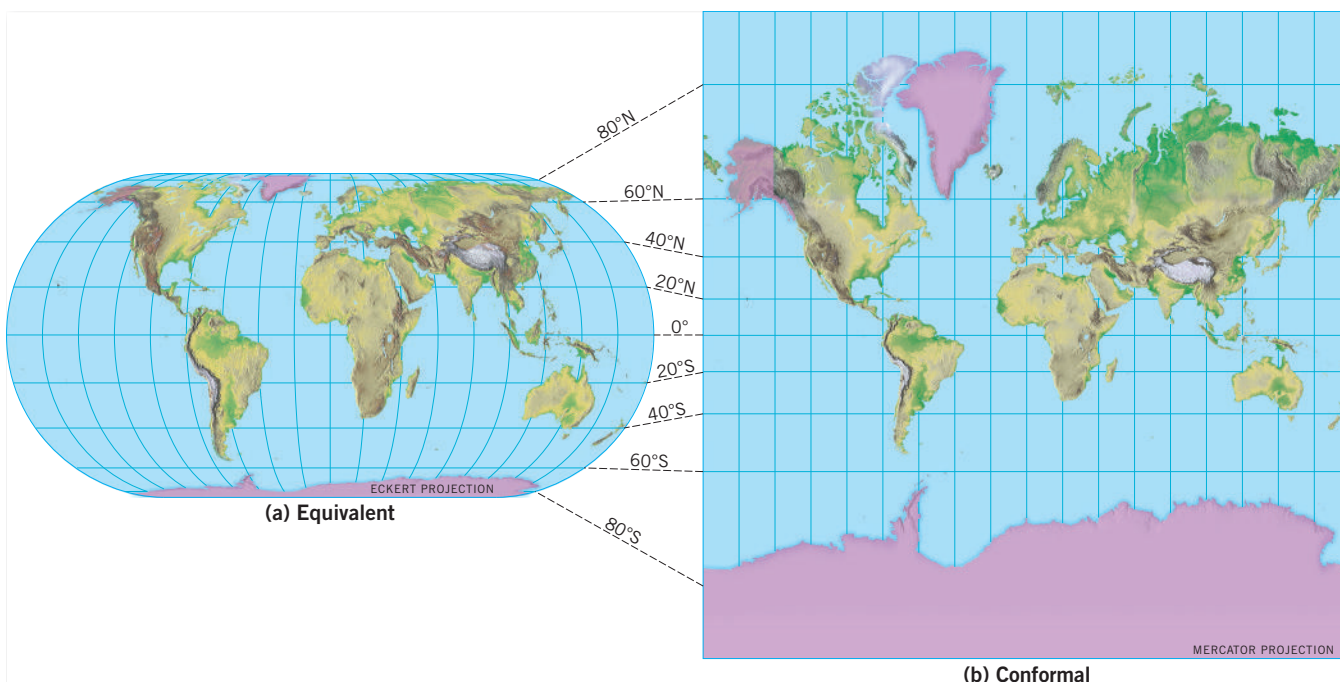 80°N
60°N
40°N
20°N
0°
20°S
40°S
60°S
80°S
ECKERT PROJECTION
(a) Equivalent
MERCATOR PROJECTION
(b) Conformal